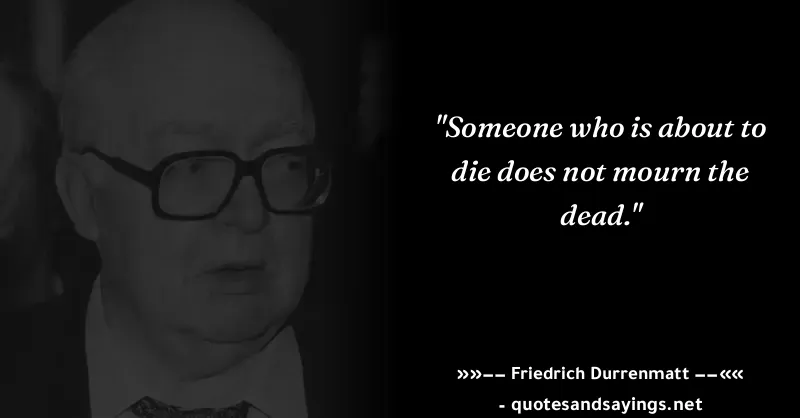 "Someone who is about to
die does not mourn the
dead."
»»−− Friedrich Durrenmatt −−««
- quotesandsayings.net